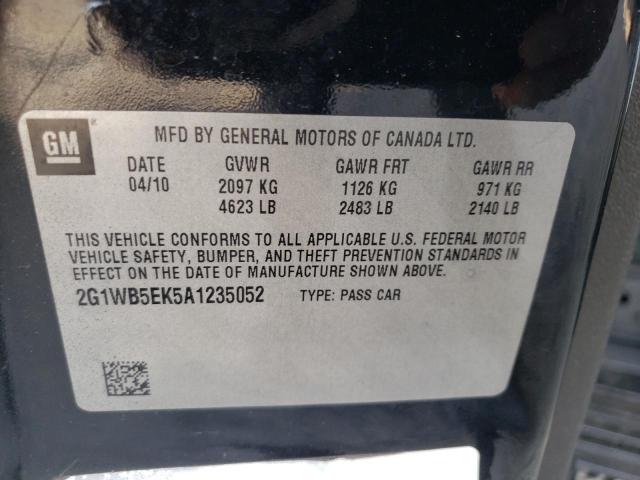 GM
MFD BY GENERAL MOTORS OF CANADA LTD.
DATE GVWR GAWR FRT GAWR RR
04/10 2097 KG 1126 KG 971 KG
4623 LB 2483 LB 2140 LB
THIS VEHICLE CONFORMS TO ALL APPLICABLE U.S. FEDERAL MOTOR
VEHICLE SAFETY, BUMPER, AND THEFT PREVENTION STANDARDS IN
EFFECT ON THE DATE OF MANUFACTURE SHOWN ABOVE.
2G1WB5EK5A1235052 TYPE: PASS CAR